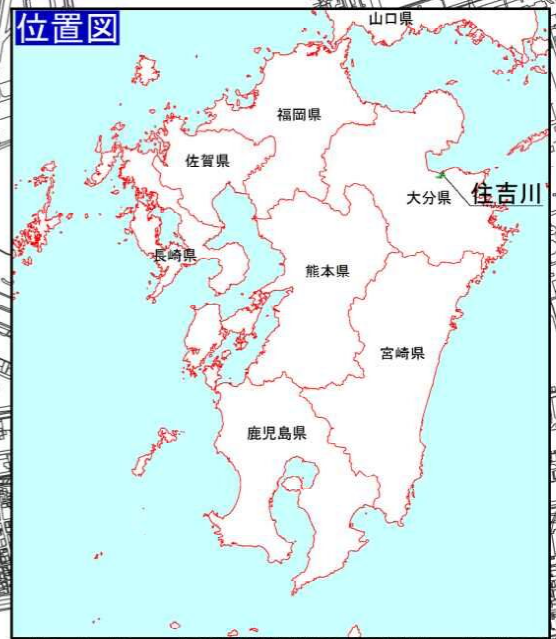 位置図
山口県
福岡県
佐賀県
大分県
住吉川
長崎県
熊本県
宮崎県
鹿児島県